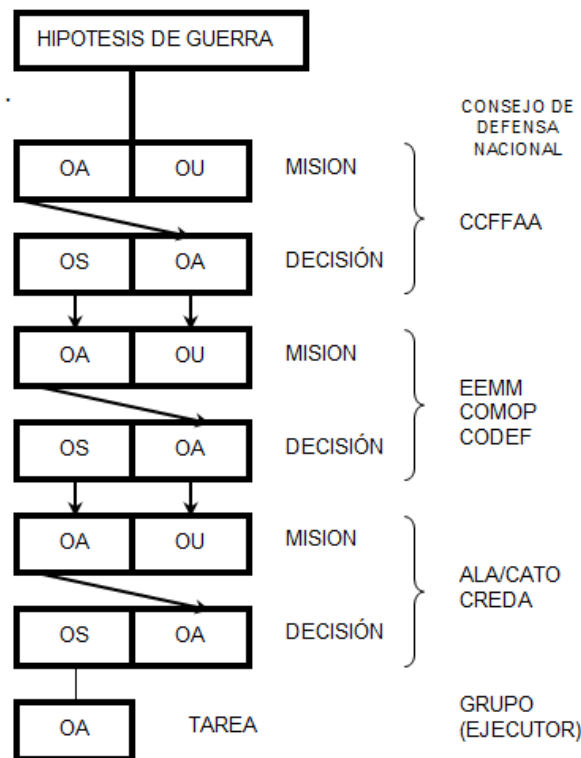 HIPOTESIS DE GUERRA
.
CONSEJO DE
DEFENSA
NACIONAL
OA OU MISION
CCFFAA
OS OA DECISIÓN
OA OU MISION
EEMM
COMOP
CODEF
OS OA DECISIÓN
OA OU MISION
ALA/CATO
CREDA
OS OA DECISIÓN
OA TAREA
GRUPO
(EJECUTOR)